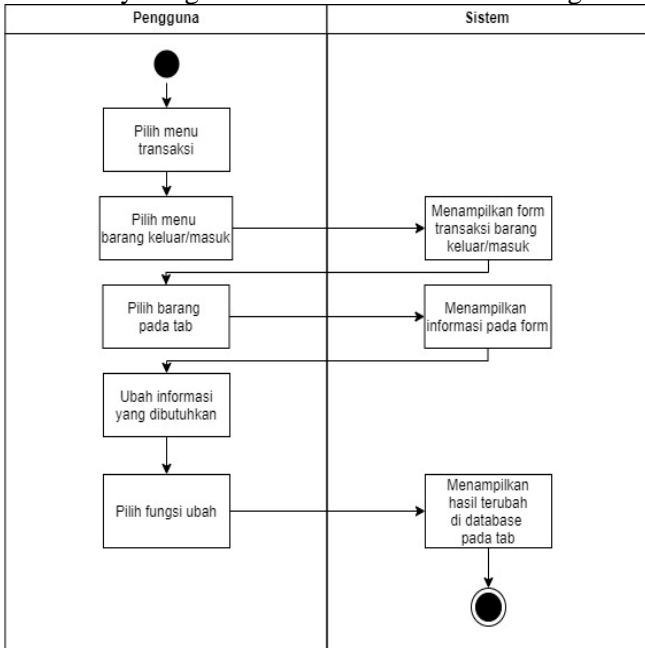 Pengguna
Sistem
Pilih menu
transaksi
Pilih menu
barang keluar/masuk
Menampilkan form
transaksi barang
keluar/masuk
Pilih barang
pada tab
Menampilkan
informasi pada form
Ubah informasi
yang dibutuhkan
Pilih fungsi ubah
Menampilkan
hasil terubah
di database
pada tab